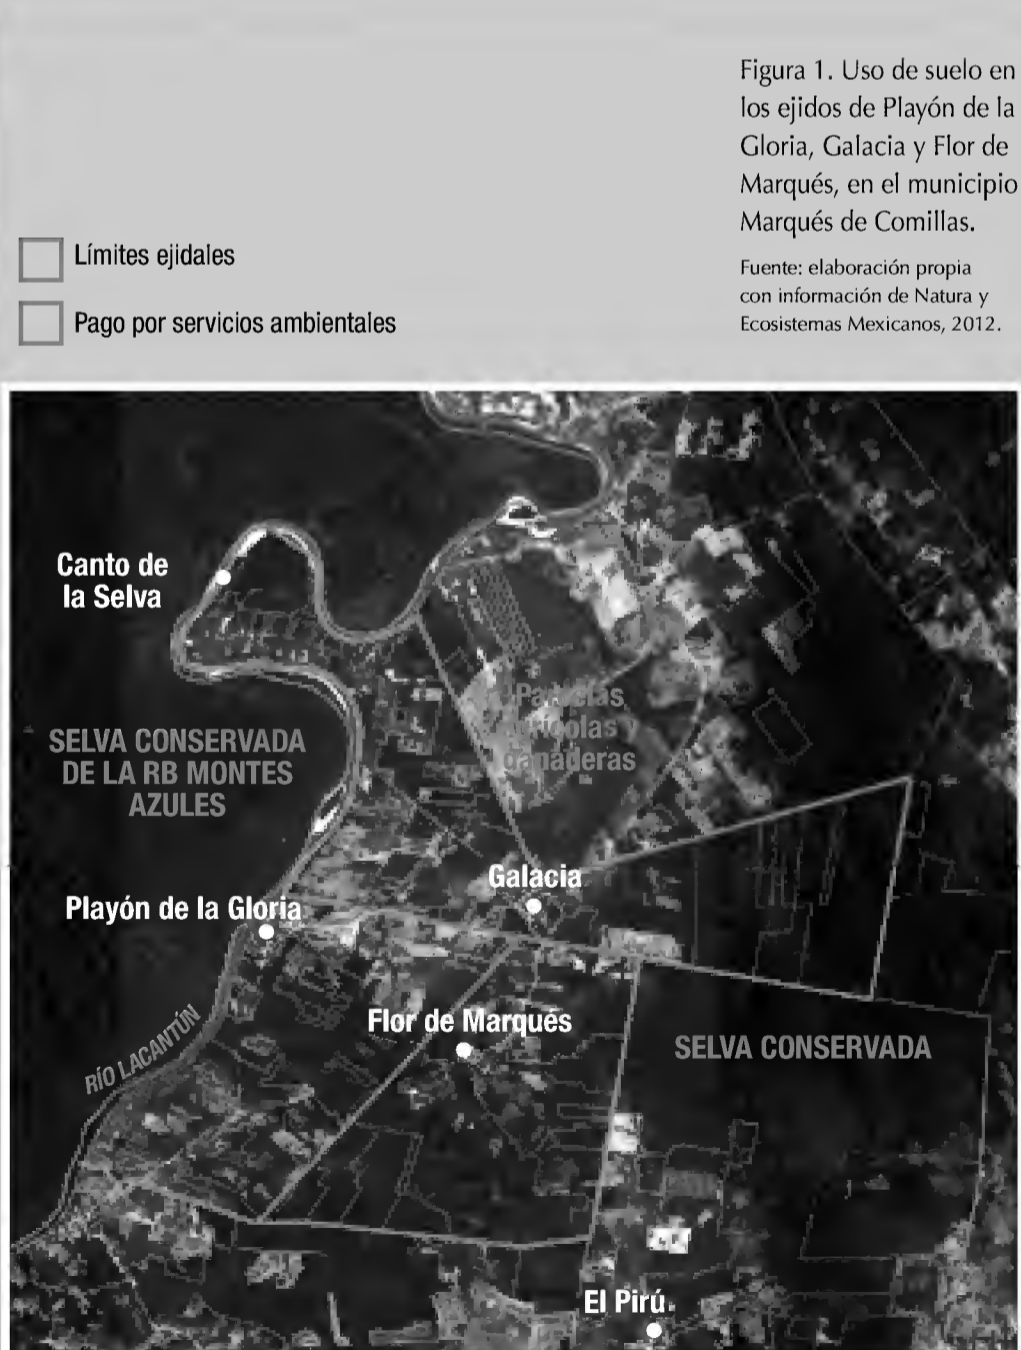 Figura 1. Uso de suelo en
los ejidos de Playón de la
Gloria, Galacia y Flor de
Marqués, en el municipio
Marqués de Comillas.
Fuente: elaboración propia
con información de Natura y
Ecosistemas Mexicanos, 2012.
Límites ejidales
Pago por servicios ambientales
Canto de
la Selva
Parcelas
agrícolas y
ganaderas
SELVA CONSERVADA
DE LA RB MONTES
AZULES
Galacia
Playón de la Gloria
Flor de Marqués
RÍO LACANTÚN
SELVA CONSERVADA
El Pirú